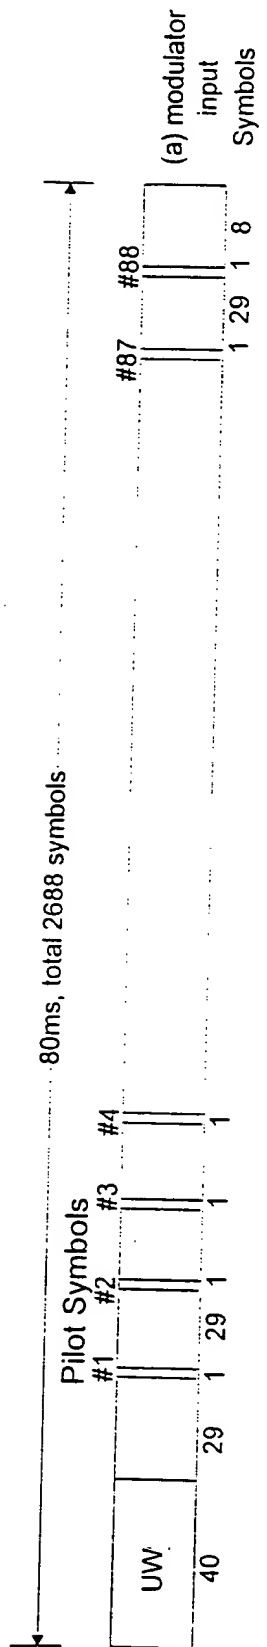 80ms, total 2688 symbols
Pilot Symbols
#1 #2 #3 #4 #87 #88
UW
40 29 1 29 1 1 1 1 29 1 8
(a) modulator
input
Symbols